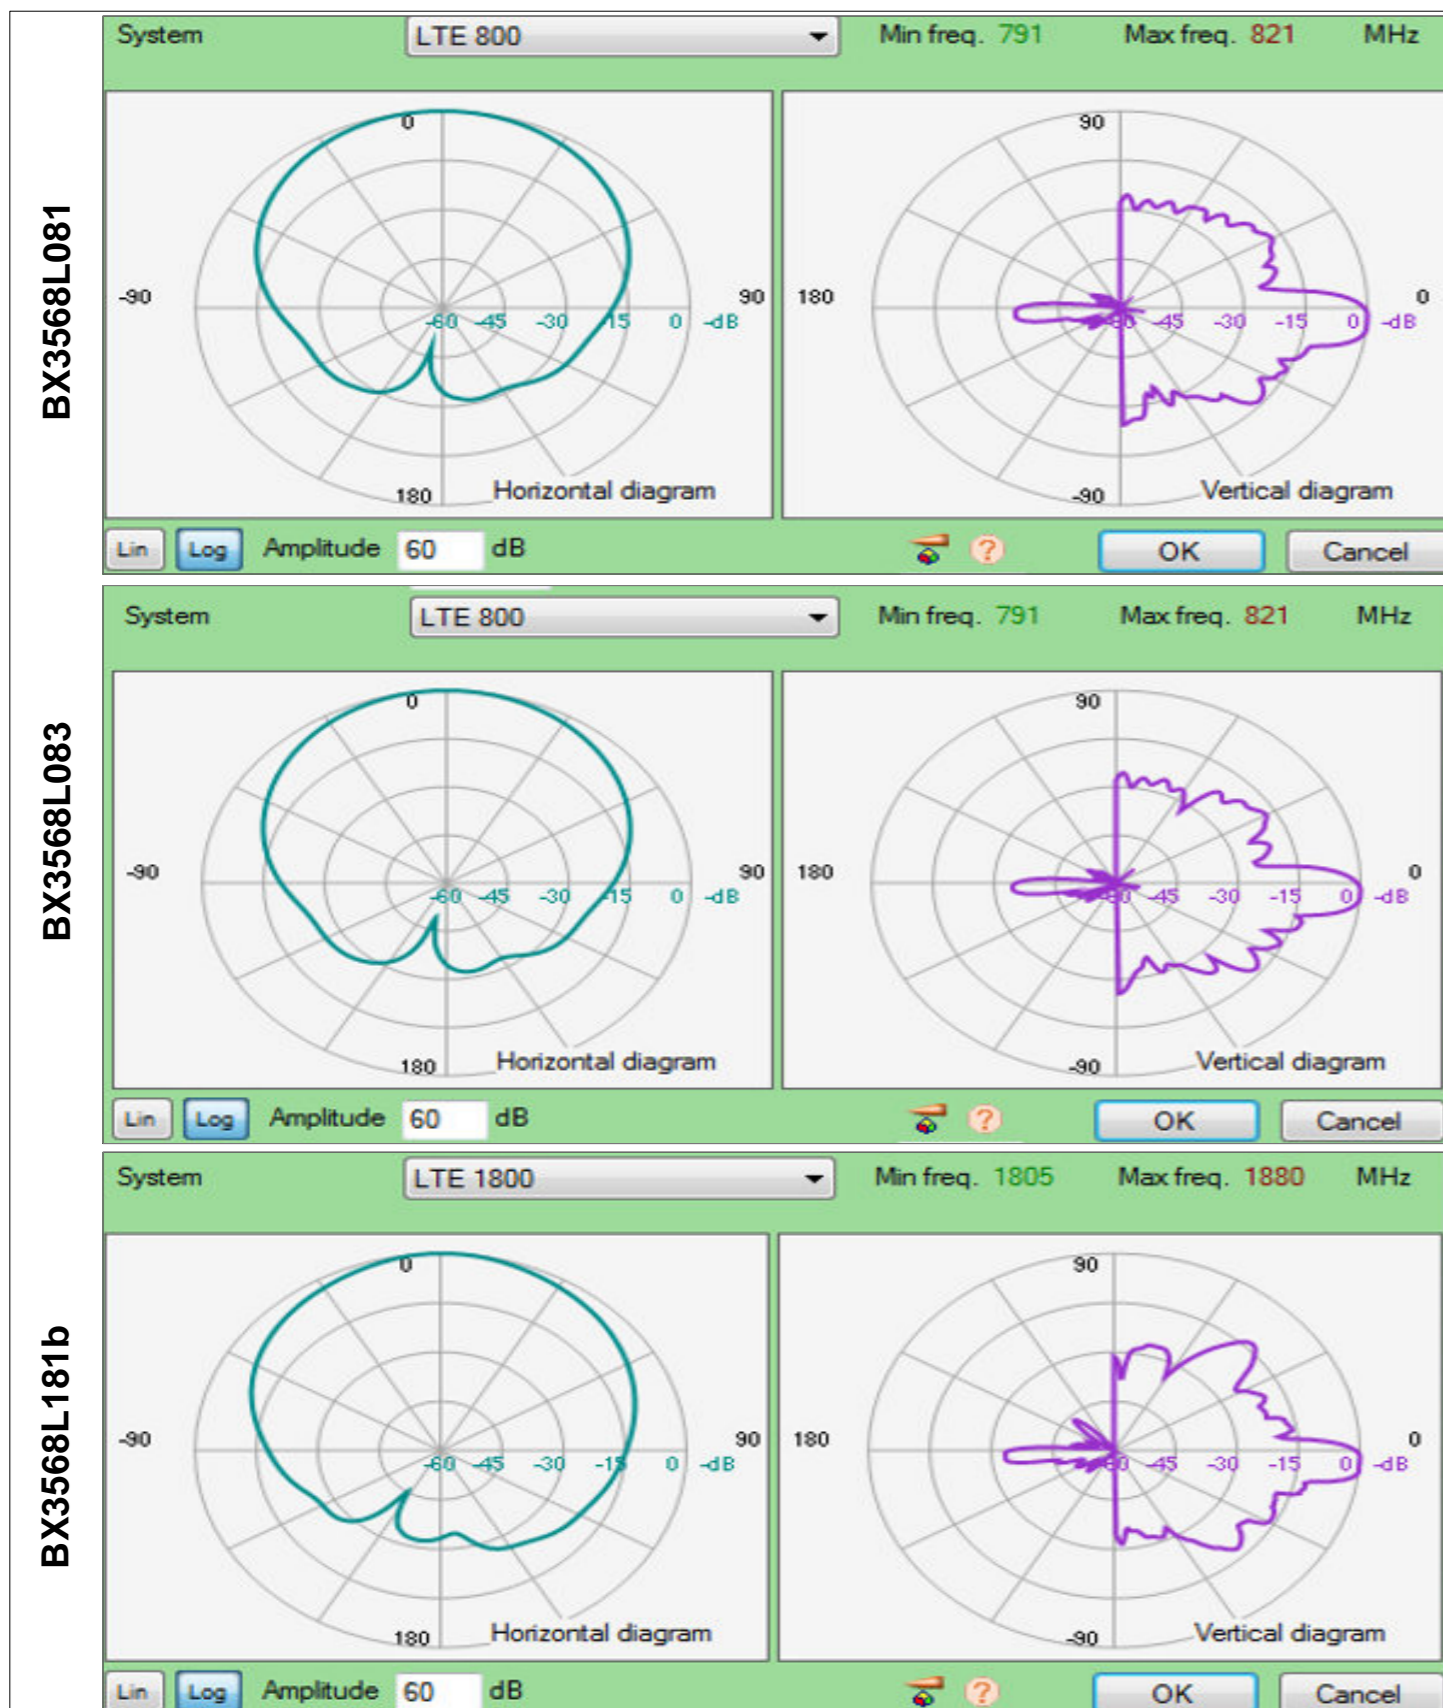 BX3568L081
System LTE 800 Min freq. 791 Max freq. 821 MHz
0 90
-90 90 180 0
-60 -45 -30 -15 0 -dB -60 -45 -30 -15 0 -dB
180 Horizontal diagram -90 Vertical diagram
Lin Log Amplitude 60 dB ? OK Cancel
BX3568L083
System LTE 800 Min freq. 791 Max freq. 821 MHz
0 90
-90 90 180 0
-60 -45 -30 -15 0 -dB -60 -45 -30 -15 0 -dB
180 Horizontal diagram -90 Vertical diagram
Lin Log Amplitude 60 dB ? OK Cancel
BX3568L181b
System LTE 1800 Min freq. 1805 Max freq. 1880 MHz
0 90
-90 90 180 0
-60 -45 -30 -15 0 -dB -60 -45 -30 -15 0 -dB
180 Horizontal diagram -90 Vertical diagram
Lin Log Amplitude 60 dB ? OK Cancel